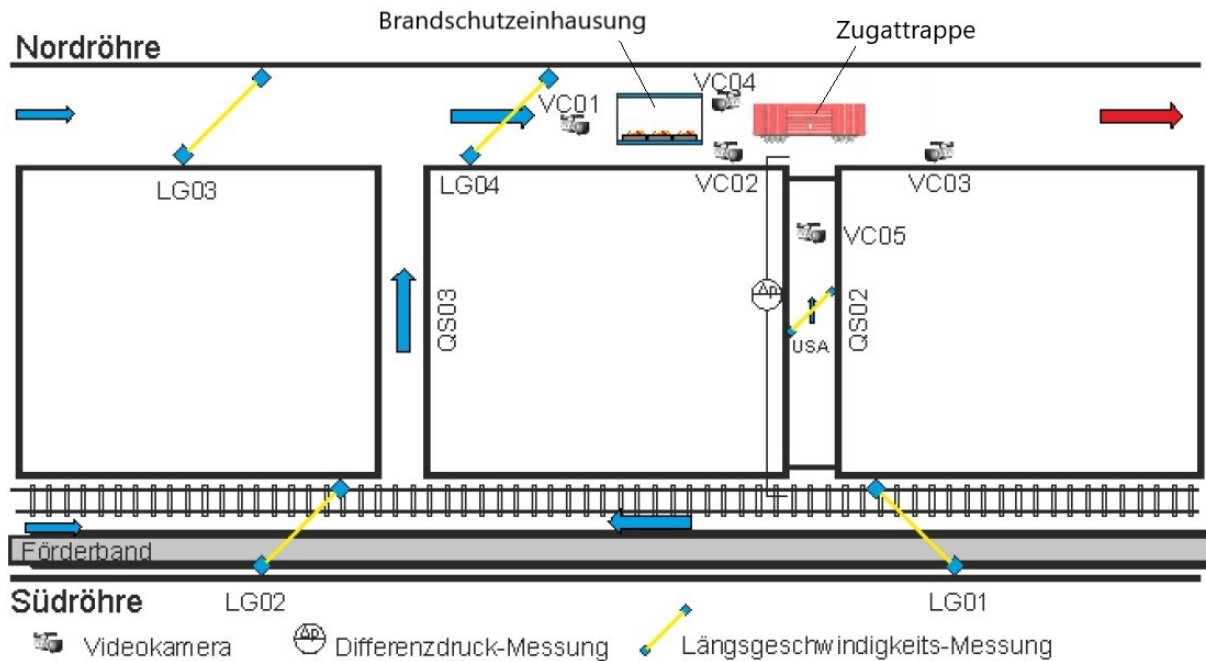 Brandschutzeinhausung
Zugattrappe
Nordröhre
VC04
VC01
LG03
LG04
VC02
VC03
VC05
QS03
Δp
QS02
USA
Förderband
Südröhre
LG02
LG01
Videokamera
Δp
Differenzdruck-Messung
Längsgeschwindigkeits-Messung